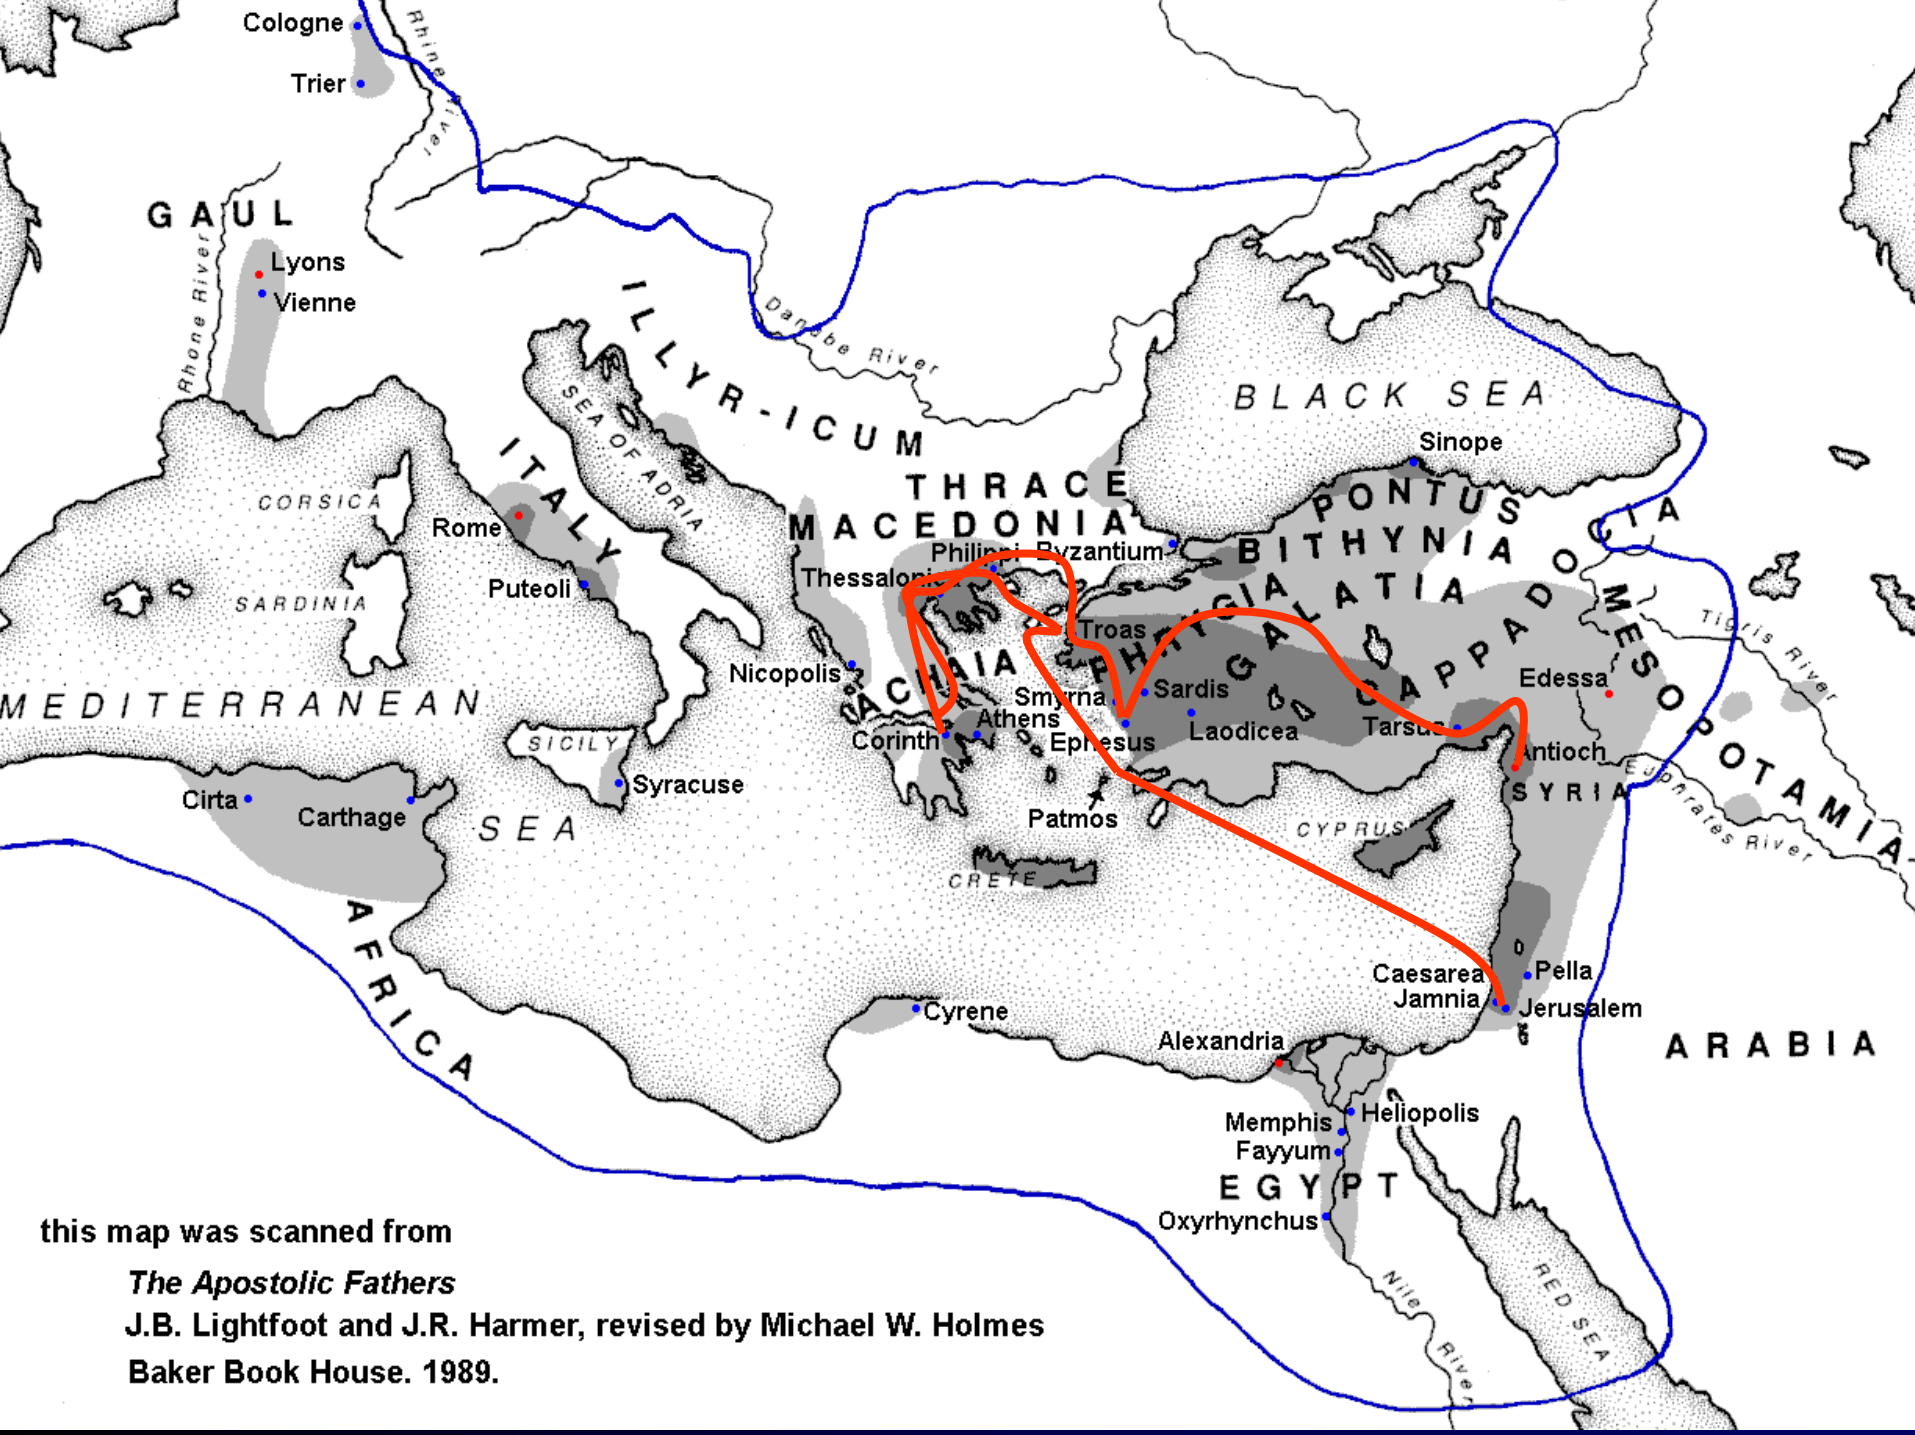 Cologne
Trier
Rhine River
GAUL
Lyons
Vienne
Rhone River
ILLYR-ICUM
Danube River
SEA OF ADRIA
ITALY
BLACK SEA
Sinope
THRACE
MACEDONIA
PONTUS
BITHYNIA
CORSICA
Rome
Puteoli
SARDINIA
Philippi
Byzantium
Thessalonica
GALATIA
PHRYGIA
CAPPADOCIA
MESOPOTAMIA
Tigris River
Troas
Nicopolis
ACHAIA
Smyrna
Sardis
Edessa
MEDITERRANEAN
SEA
Athens
Corinth
Ephesus
Laodicea
Tarsus
Antioch
SYRIA
Euphrates River
SICILY
Syracuse
Cirta
Carthage
Patmos
CYPRUS
CRETE
GALATIA
AFRICA
Cyrene
Caesarea
Pella
Jamnia
Jerusalem
Alexandria
ARABIA
Memphis
Heliopolis
Fayyum
EGYPT
Oxyrhynchus
Nile River
RED SEA
this map was scanned from
The Apostolic Fathers
J.B. Lightfoot and J.R. Harmer, revised by Michael W. Holmes
Baker Book House. 1989.